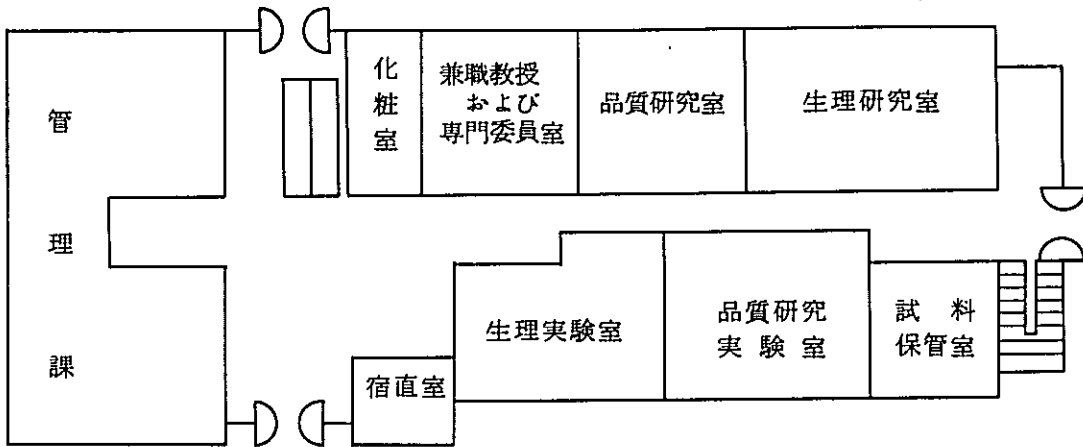 管理課
化粧室
兼職教授
および
専門委員室
品質研究室
生理研究室
生理実験室
品質研究
実験室
試料
保管室
宿直室